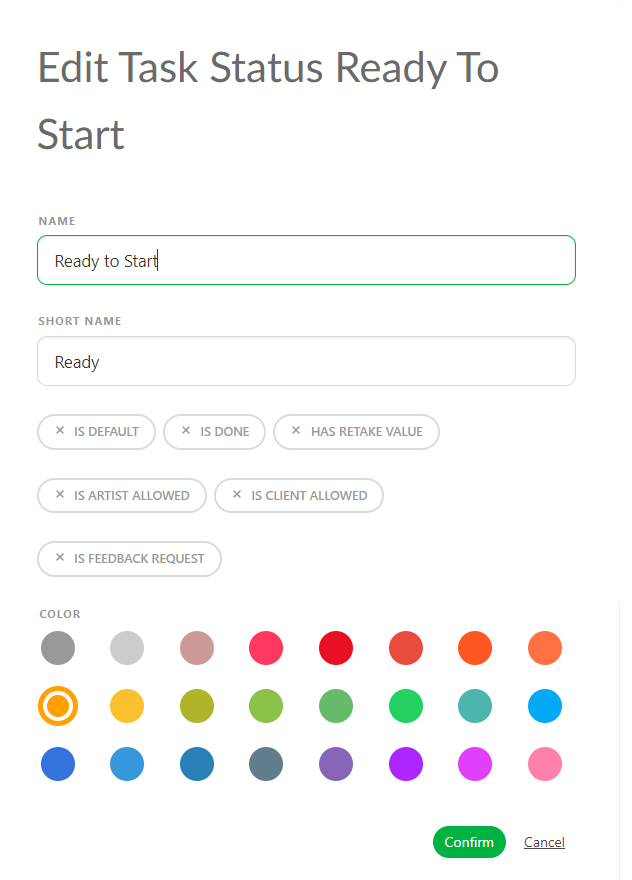 Edit Task Status Ready To
Start
NAME
Ready to Start
SHORT NAME
Ready
× IS DEFAULT × IS DONE × HAS RETAKE VALUE
× IS ARTIST ALLOWED × IS CLIENT ALLOWED
× IS FEEDBACK REQUEST
COLOR
Confirm Cancel